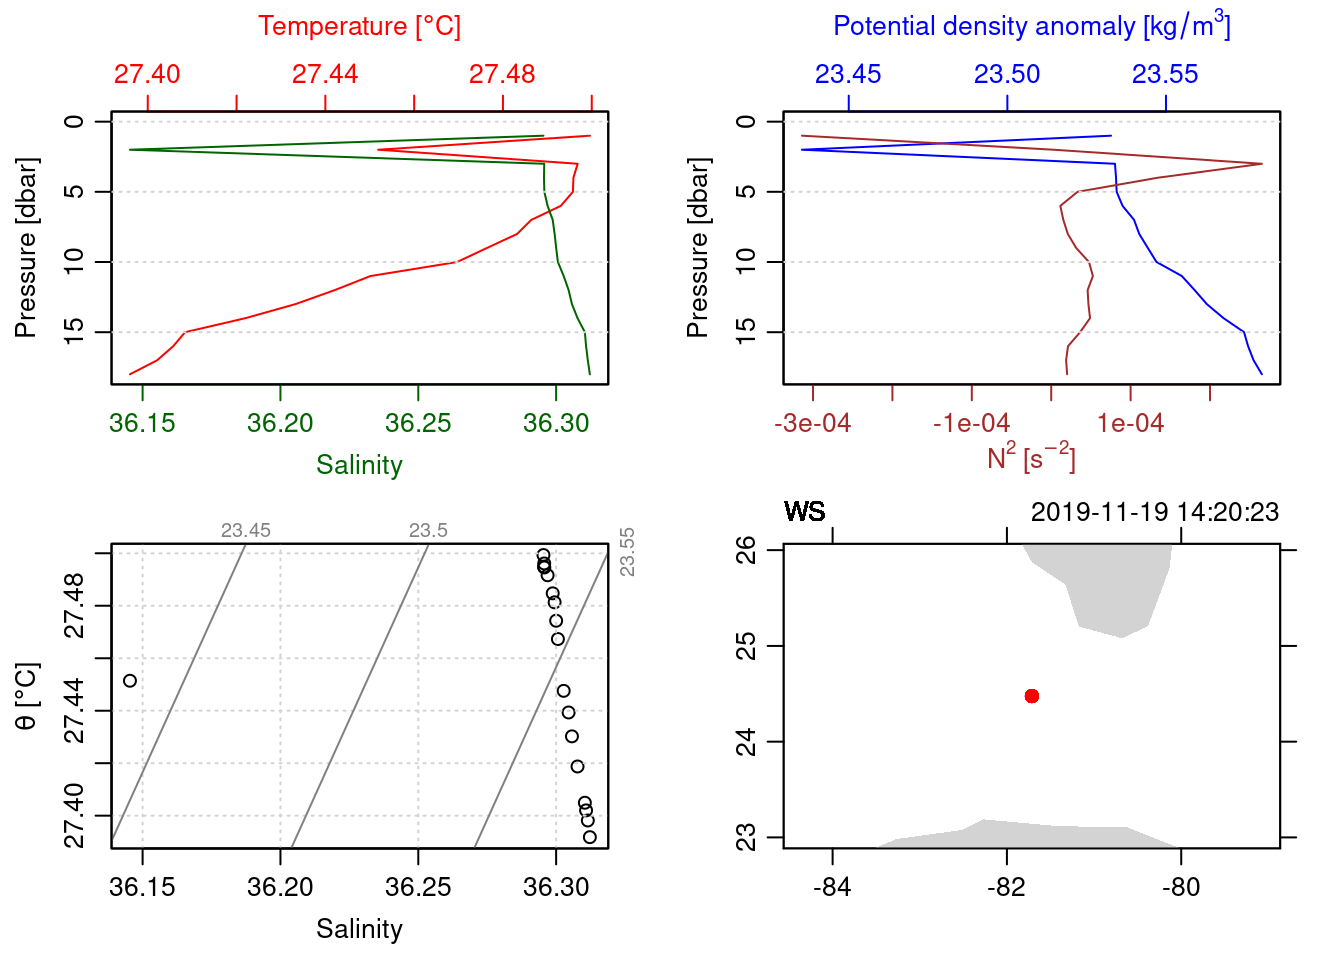 Temperature [°C]
27.40 27.44 27.48
0
5
10
15
Pressure [dbar]
36.15 36.20 36.25 36.30
Salinity
Potential density anomaly [kg/m³]
23.45 23.50 23.55
0
5
10
15
Pressure [dbar]
-3e-04 -1e-04 1e-04
N² [s⁻²]
23.45 23.5 23.55
27.48
27.44
27.40
θ [°C]
36.15 36.20 36.25 36.30
Salinity
WS 2019-11-19 14:20:23
26
25
24
23
-84 -82 -80